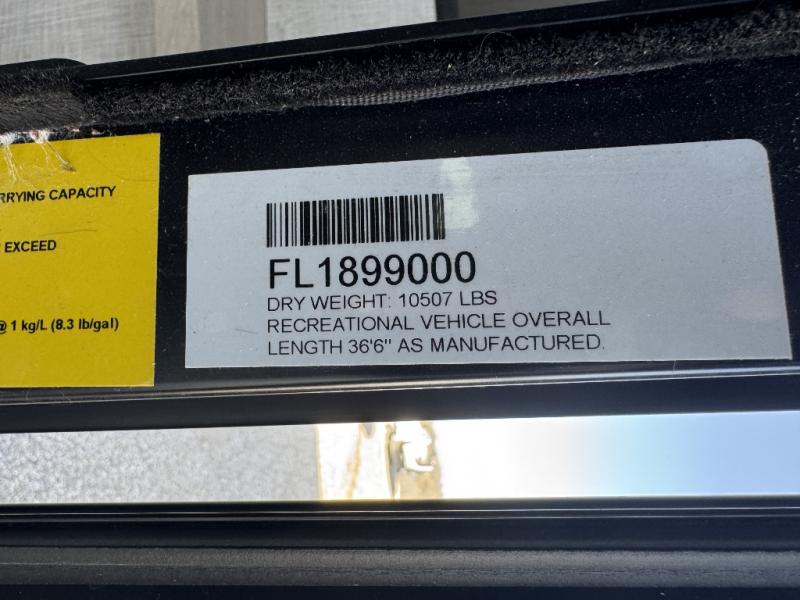 RRYING CAPACITY
EXCEED
@ 1 kg/L (8.3 lb/gal)
FL1899000
DRY WEIGHT: 10507 LBS
RECREATIONAL VEHICLE OVERALL
LENGTH 36'6" AS MANUFACTURED.